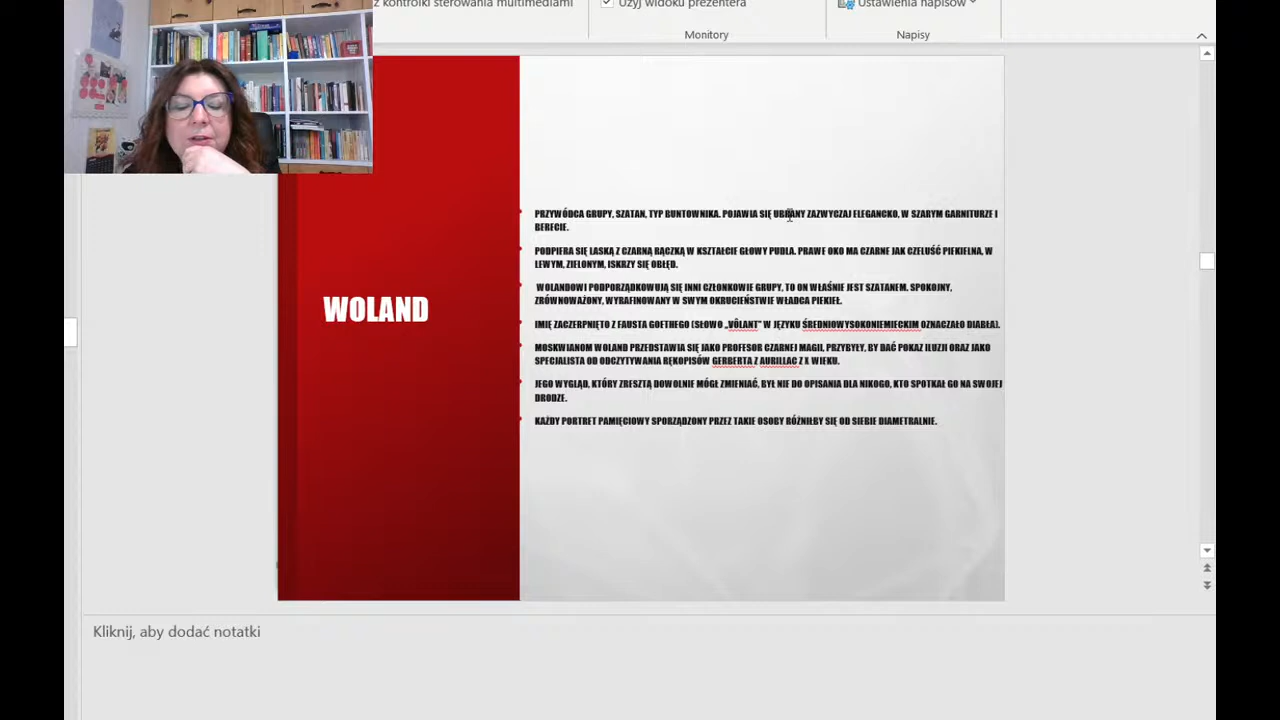 z kontrolki sterowania multimediami
Użyj widoku prezentera
Ustawienia napisów
Monitory
Napisy
WOLAND
PRZYWÓDCA GRUPY, SZATAN, TYP BUNTOWNIKA. POJAWIA SIĘ UBRANY ZAZWYCZAJ ELEGANCKO, W SZARYM GARNITURZE I
BERECIE.
PODPIERA SIĘ LASKĄ Z CZARNĄ RĄCZKĄ W KSZTAŁCIE GŁOWY PUDLA. PRAWE OKO MA CZARNE JAK CZELUŚĆ PIEKIELNA, W
LEWYM, ZIELONYM, ISKRZY SIĘ OBŁĘD.
WOLANDOWI PODPORZĄDKOWUJĄ SIĘ INNI CZŁONKOWIE GRUPY, TO ON WŁAŚNIE JEST SZATANEM. SPOKOJNY,
ZRÓWNOWAŻONY, WYRAFINOWANY W SWYM OKRUCIEŃSTWIE WŁADCA PIEKIEŁ.
IMIĘ ZACZERPNIĘTO Z FAUSTA GOETHEGO (SŁOWO „VÔLANT" W JĘZYKU ŚREDNIOWYSOKONIEMIECKIM OZNACZAŁO DIABŁA).
MOSKWIANOM WOLAND PRZEDSTAWIA SIĘ JAKO PROFESOR CZARNEJ MAGII, PRZYBYŁY, BY DAĆ POKAZ ILUZJI ORAZ JAKO
SPECJALISTA OD ODCZYTYWANIA RĘKOPISÓW GERBERTA Z AURILLAC Z X WIEKU.
JEGO WYGLĄD, KTÓRY ZRESZTĄ DOWOLNIE MÓGŁ ZMIENIAĆ, BYŁ NIE DO OPISANIA DLA NIKOGO, KTO SPOTKAŁ GO NA SWOJEJ
DRODZE.
KAŻDY PORTRET PAMIĘCIOWY SPORZĄDZONY PRZEZ TAKIE OSOBY RÓŻNIŁBY SIĘ OD SIEBIE DIAMETRALNIE.
Kliknij, aby dodać notatki